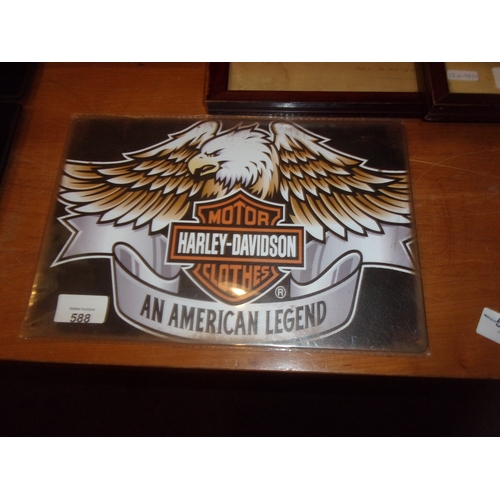 MOTOR
HARLEY-DAVIDSON
CLOTHES
®
AN AMERICAN LEGEND
588